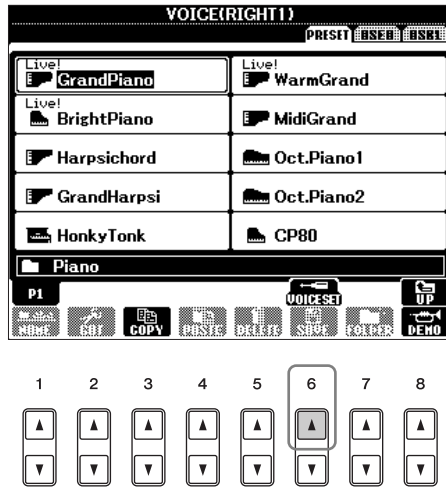 VOICE(RIGHT1)
PRESET USER
Live!
GrandPiano
Live!
WarmGrand
Live!
BrightPiano
MidiGrand
Harpsichord
Oct.Piano1
GrandHarpsi
Oct.Piano2
HonkyTonk
CP80
Piano
P1 VOICESET UP
NAME CUT COPY PASTE DELETE SAVE FOLDER DEMO
1 2 3 4 5 6 7 8